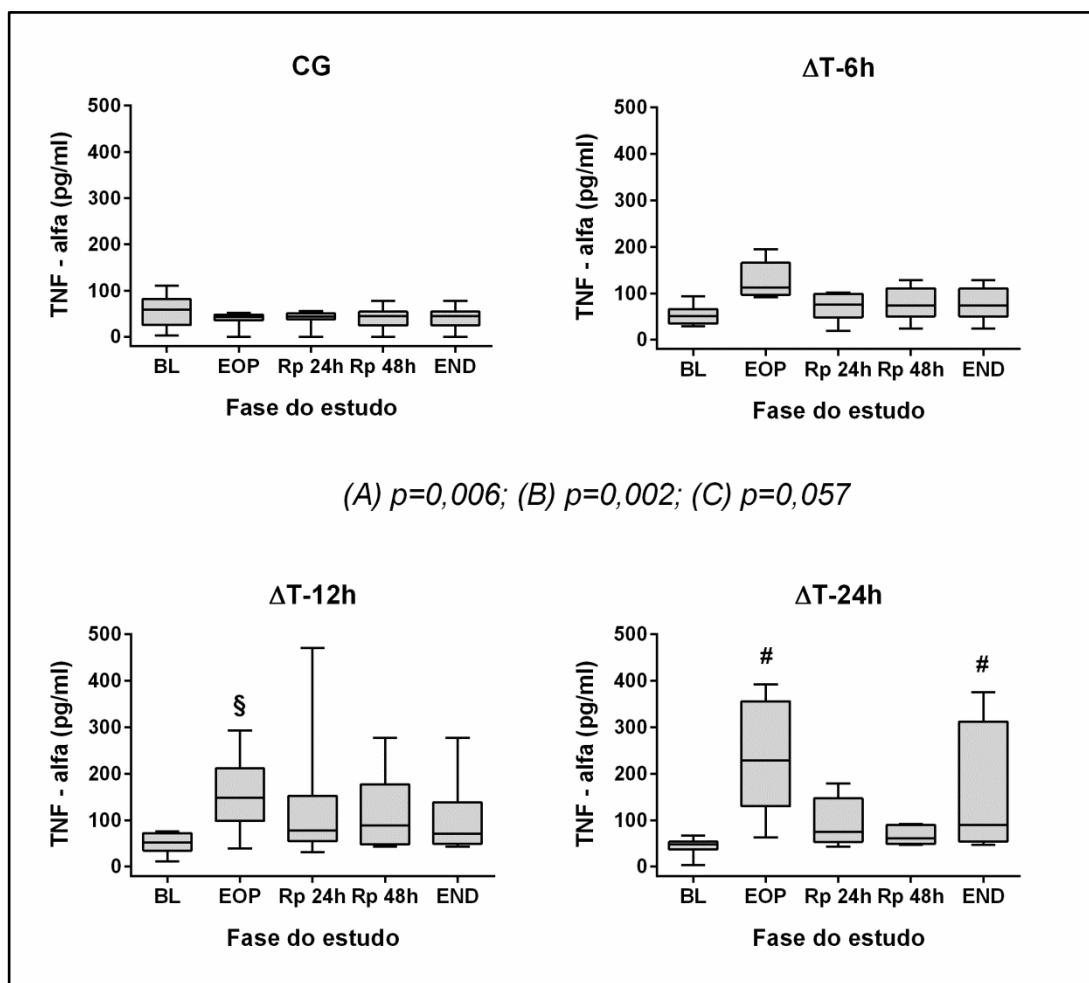 CG
TNF - alfa (pg/ml)
500
400
300
200
100
0
BL EOP Rp 24h Rp 48h END
Fase do estudo
ΔT-6h
TNF - alfa (pg/ml)
500
400
300
200
100
0
BL EOP Rp 24h Rp 48h END
Fase do estudo
(A) p=0,006; (B) p=0,002; (C) p=0,057
ΔT-12h
TNF - alfa (pg/ml)
500
400
300
200
100
0
§
BL EOP Rp 24h Rp 48h END
Fase do estudo
ΔT-24h
TNF - alfa (pg/ml)
500
400
300
200
100
0
# #
BL EOP Rp 24h Rp 48h END
Fase do estudo